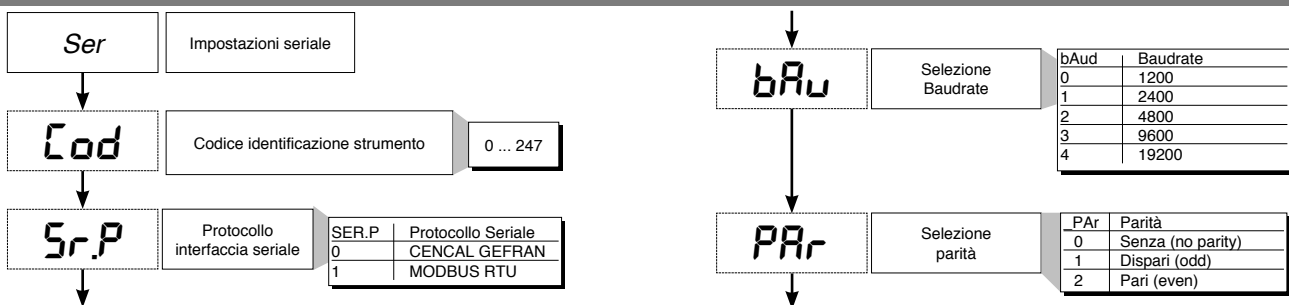 Ser
Impostazioni seriale
Cod
Codice identificazione strumento
0 ... 247
Sr.P
Protocollo
interfaccia seriale
SER.P Protocollo Seriale
0 CENCAL GEFRAN
1 MODBUS RTU
bAu
Selezione
Baudrate
bAud Baudrate
0 1200
1 2400
2 4800
3 9600
4 19200
PAr
Selezione
parità
_PAr Parità
0 Senza (no parity)
1 Dispari (odd)
2 Pari (even)